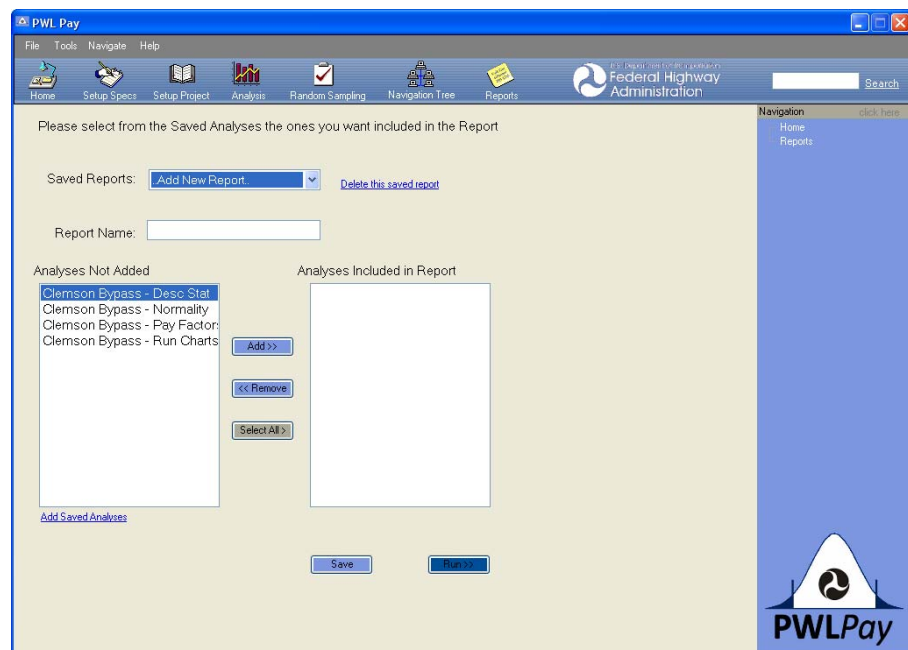 PWL Pay
File Tools Navigate Help
Home Setup Specs Setup Project Analysis Random Sampling Navigation Tree Reports
Federal Highway
Administration
Search
Navigation click here
Home
Reports
Please select from the Saved Analyses the ones you want included in the Report
Saved Reports: .Add New Report..
Delete this saved report
Report Name:
Analyses Not Added
Analyses Included in Report
Clemson Bypass - Desc Stat
Clemson Bypass - Normality
Clemson Bypass - Pay Factor
Clemson Bypass - Run Charts
Add >>
<< Remove
Select All >
Add Saved Analyses
Save
Run >>
PWLPay